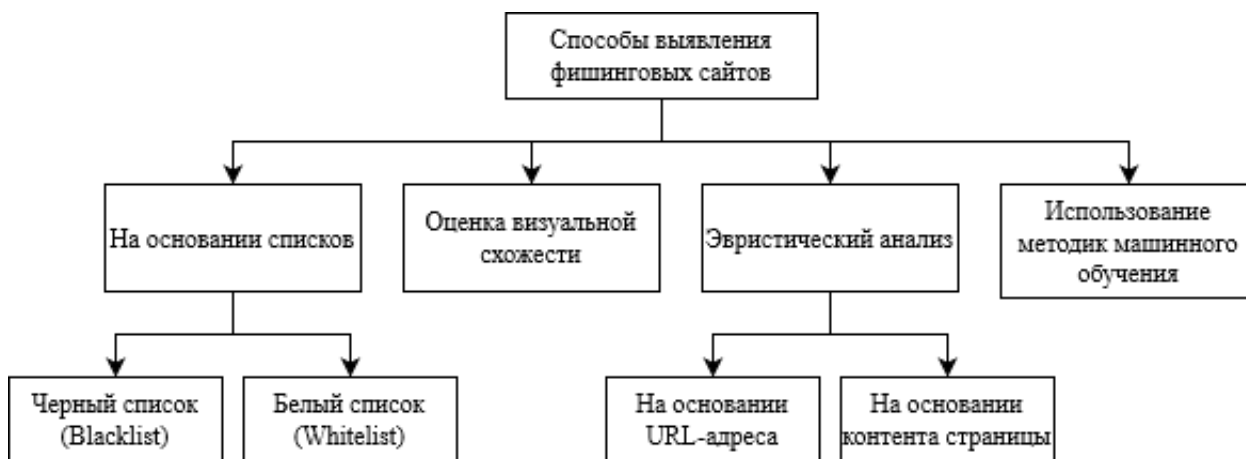 Способы выявления
фишинговых сайтов
На основании списков
Оценка визуальной
схожести
Эвристический анализ
Использование
методик машинного
обучения
Черный список
(Blacklist)
Белый список
(Whitelist)
На основании
URL-адреса
На основании
контента страницы